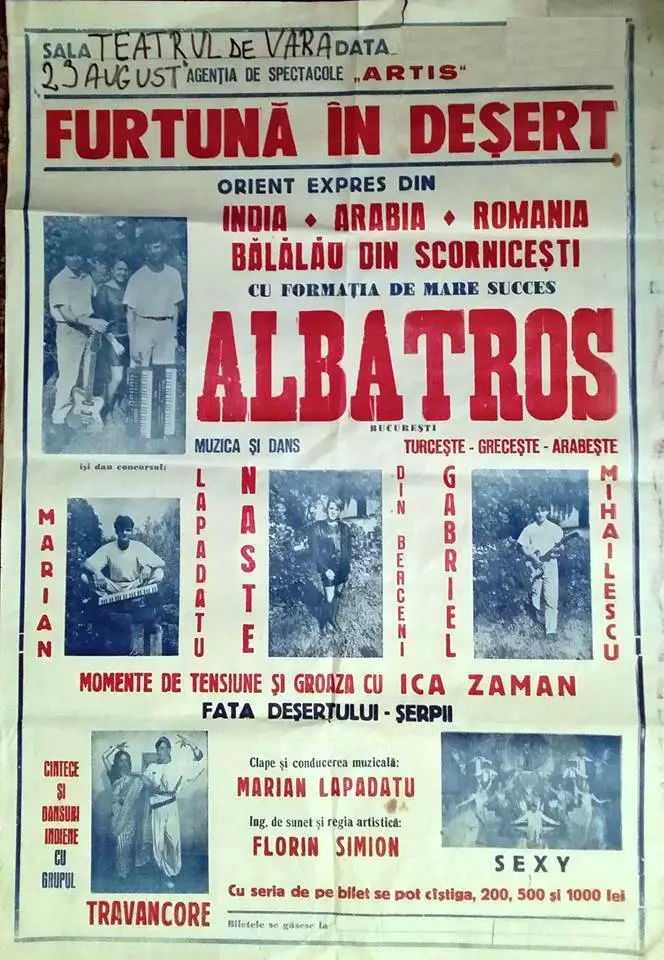 SALA TEATRUL DE VARA DATA
"23 AUGUST" AGENȚIA DE SPECTACOLE „ARTIS“
FURTUNĂ ÎN DEȘERT
ORIENT EXPRES DIN
INDIA ♦ ARABIA ♦ ROMANIA
BĂLĂLĂU DIN SCORNICEȘTI
CU FORMAȚIA DE MARE SUCCES
ALBATROS
BUCUREȘTI
MUZICA ȘI DANS TURCEȘTE - GRECEȘTE - ARABEȘTE
își dau concursul:
MARIAN
LAPADATU
NASTE
DIN BERCENI
GABRIEL
MIHAILESCU
MOMENTE DE TENSIUNE ȘI GROAZA CU ICA ZAMAN
FATA DEȘERTULUI - ȘERPII
CINTECE
ȘI
DANSURI
INDIENE
CU
GRUPUL
TRAVANCORE
Clape și conducerea muzicală:
MARIAN LAPADATU
Ing. de sunet și regia artistică:
FLORIN SIMION
SEXY
Cu seria de pe bilet se pot cîștiga, 200, 500 și 1000 lei
Biletele se găsesc la